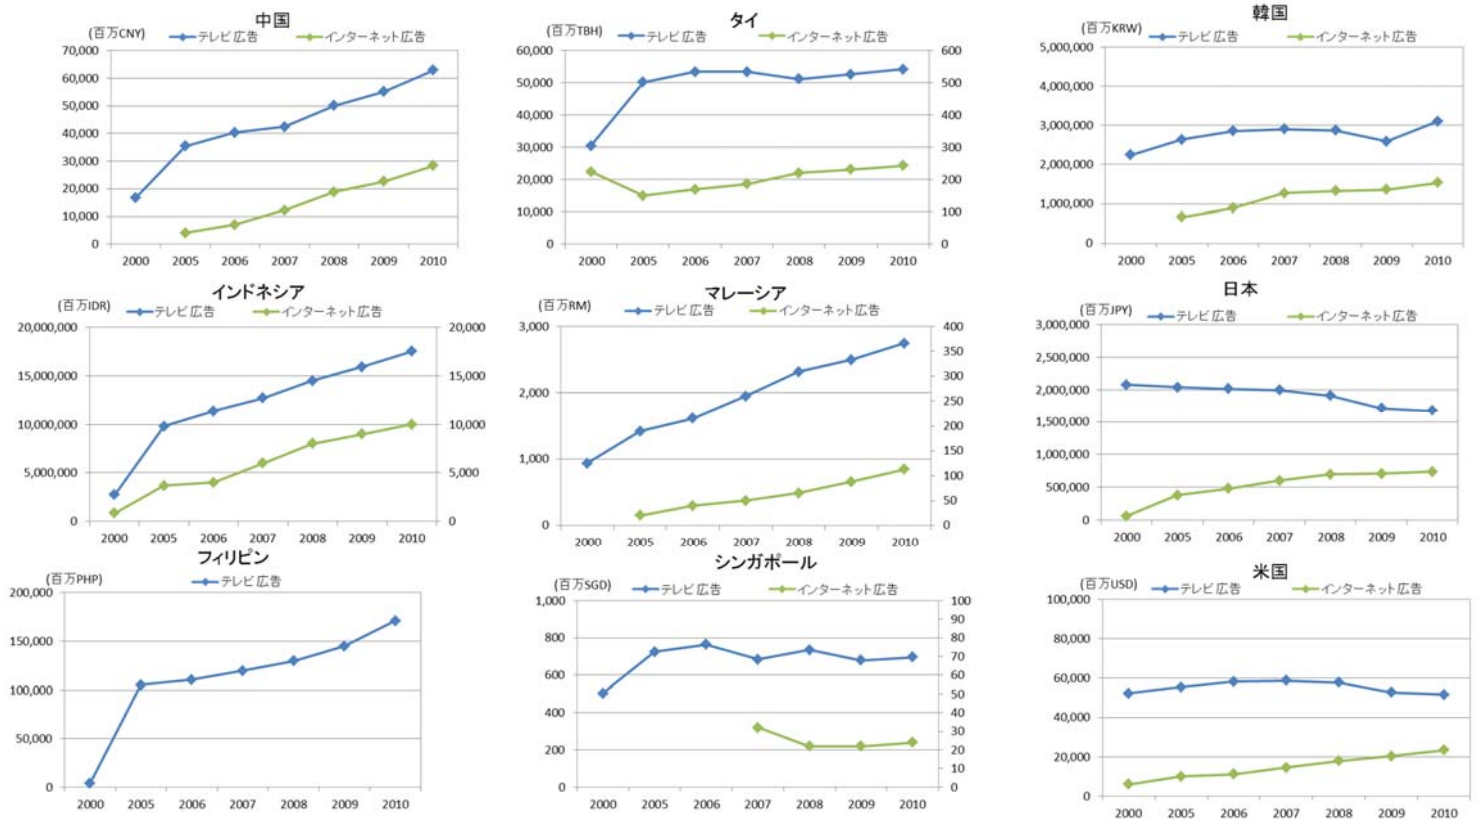 中国
(百万CNY) テレビ広告 インターネット広告
70,000
60,000
50,000
40,000
30,000
20,000
10,000
0
2000 2005 2006 2007 2008 2009 2010
タイ
(百万TBH) テレビ広告 インターネット広告
60,000 600
50,000 500
40,000 400
30,000 300
20,000 200
10,000 100
0 0
2000 2005 2006 2007 2008 2009 2010
韓国
(百万KRW) テレビ広告 インターネット広告
5,000,000
4,000,000
3,000,000
2,000,000
1,000,000
0
2000 2005 2006 2007 2008 2009 2010
インドネシア
(百万IDR) テレビ広告 インターネット広告
20,000,000 20,000
15,000,000 15,000
10,000,000 10,000
5,000,000 5,000
0 0
2000 2005 2006 2007 2008 2009 2010
マレーシア
(百万RM) テレビ広告 インターネット広告
3,000 400
350
300
2,000 250
200
1,000 150
100
50
0 0
2000 2005 2006 2007 2008 2009 2010
日本
(百万JPY) テレビ広告 インターネット広告
3,000,000
2,500,000
2,000,000
1,500,000
1,000,000
500,000
0
2000 2005 2006 2007 2008 2009 2010
フィリピン
(百万PHP) テレビ広告
200,000
150,000
100,000
50,000
0
2000 2005 2006 2007 2008 2009 2010
シンガポール
(百万SGD) テレビ広告 インターネット広告
1,000 100
90
800 80
70
600 60
50
400 40
30
200 20
10
0 0
2000 2005 2006 2007 2008 2009 2010
米国
(百万USD) テレビ広告 インターネット広告
100,000
80,000
60,000
40,000
20,000
0
2000 2005 2006 2007 2008 2009 2010